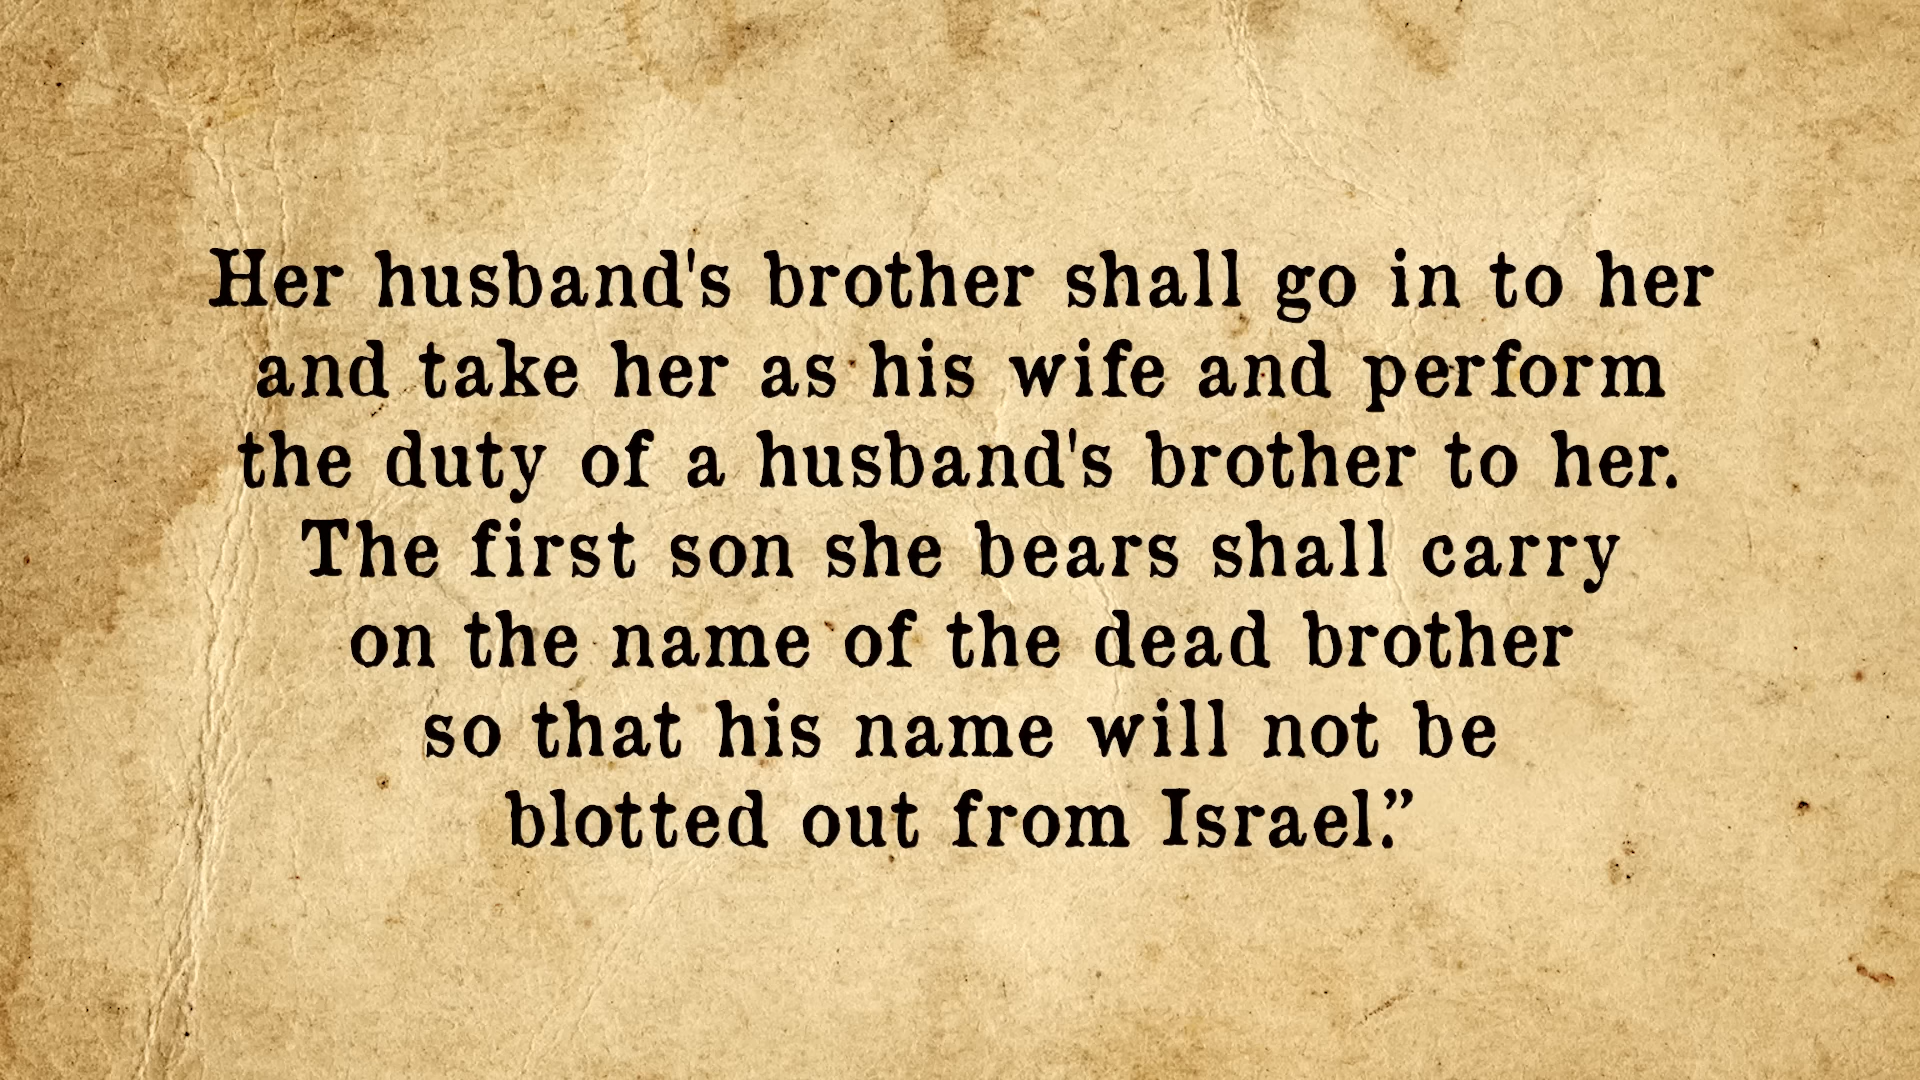 Her husband's brother shall go in to her
and take her as his wife and perform
the duty of a husband's brother to her.
The first son she bears shall carry
on the name of the dead brother
so that his name will not be
blotted out from Israel.”